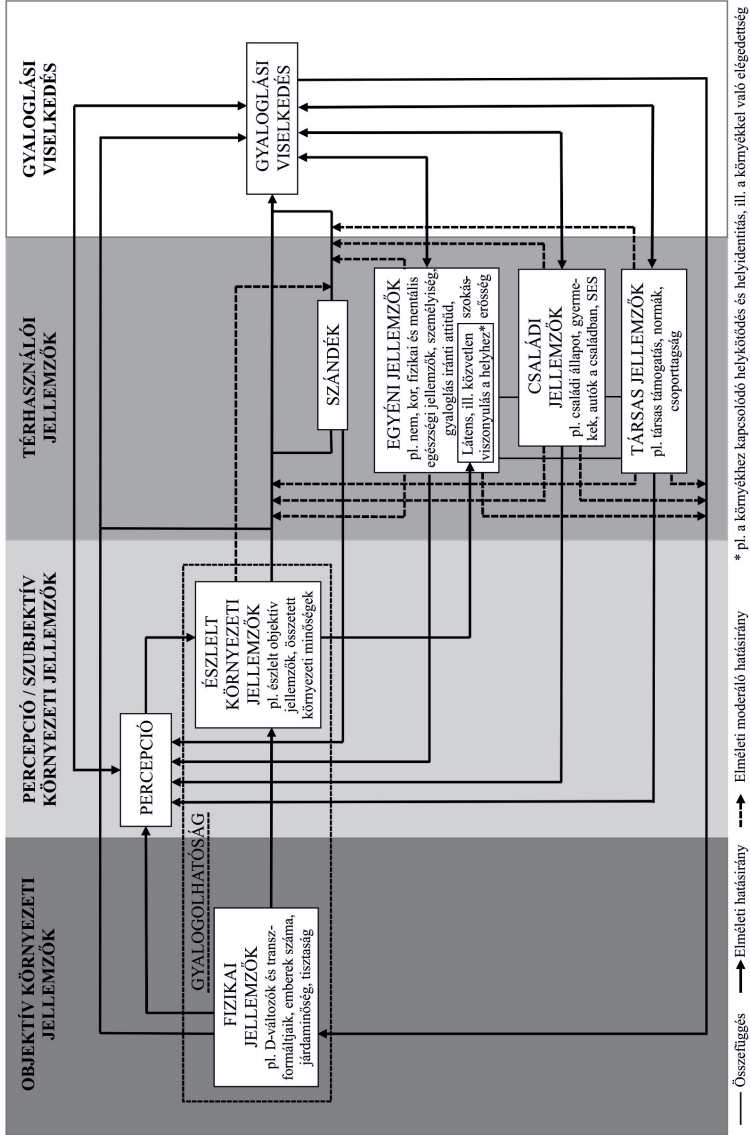 OBJEKTÍV KÖRNYEZETI
JELLEMZŐK
PERCEPCIÓ / SZUBJEKTÍV
KÖRNYEZETI JELLEMZŐK
TÉRHASZNÁLÓI
JELLEMZŐK
GYALOGLÁSI
VISELKEDÉS
PERCEPCIÓ
GYALOGOLHATÓSÁG
FIZIKAI
JELLEMZŐK
pl. D-változók és transz-
formáltjaik, emberek száma,
járdaminőség, tisztaság
ÉSZLELT
KÖRNYEZETI
JELLEMZŐK
pl. észlelt objektív
jellemzők, összetett
környezeti minőségek
SZÁNDÉK
GYALOGLÁSI
VISELKEDÉS
EGYÉNI JELLEMZŐK
pl. nem, kor, fizikai és mentális
egészségi jellemzők, személyiség,
gyaloglás iránti attitűd,
Látens, ill. közvetlen
viszonyulás a helyhez*
szokás-
erősség
CSALÁDI
JELLEMZŐK
pl. családi állapot, gyerme-
kek, autók a családban, SES
TÁRSAS JELLEMZŐK
pl. társas támogatás, normák,
csoporttagság
Összefüggés
Elméleti hatásirány
Elméleti moderáló hatásirány
* pl. a környékhez kapcsolódó helykötődés és helyidentitás, ill. a környékkel való elégedettség